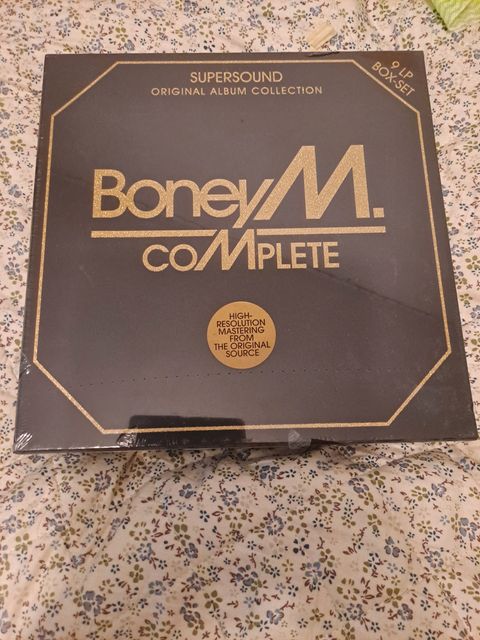 SUPERSOUND
ORIGINAL ALBUM COLLECTION
9 LP
BOX-SET
Boney M.
COMPLETE
HIGH-
RESOLUTION
MASTERING
FROM
THE ORIGINAL
SOURCE